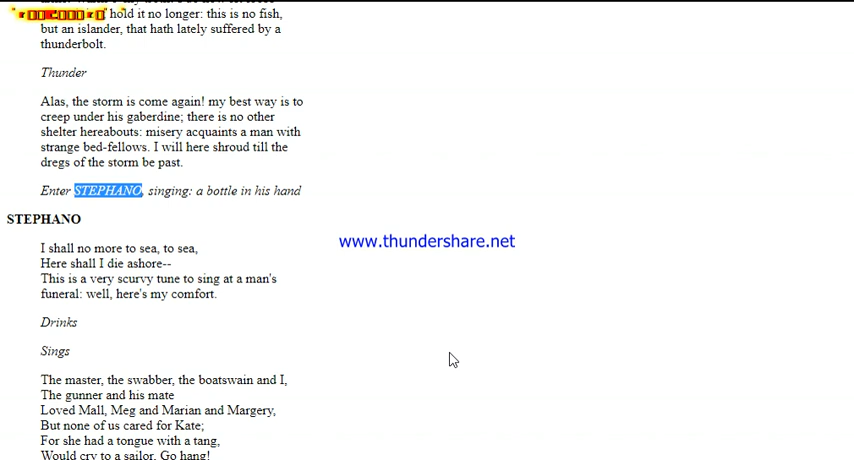 hold it no longer: this is no fish,
but an islander, that hath lately suffered by a
thunderbolt.
Thunder
Alas, the storm is come again! my best way is to
creep under his gaberdine; there is no other
shelter hereabouts: misery acquaints a man with
strange bed-fellows. I will here shroud till the
dregs of the storm be past.
Enter STEPHANO, singing: a bottle in his hand
STEPHANO
I shall no more to sea, to sea,
Here shall I die ashore--
This is a very scurvy tune to sing at a man's
funeral: well, here's my comfort.
www.thundershare.net
Drinks
Sings
The master, the swabber, the boatswain and I,
The gunner and his mate
Loved Mall, Meg and Marian and Margery,
But none of us cared for Kate;
For she had a tongue with a tang,
Would cry to a sailor, Go hang!